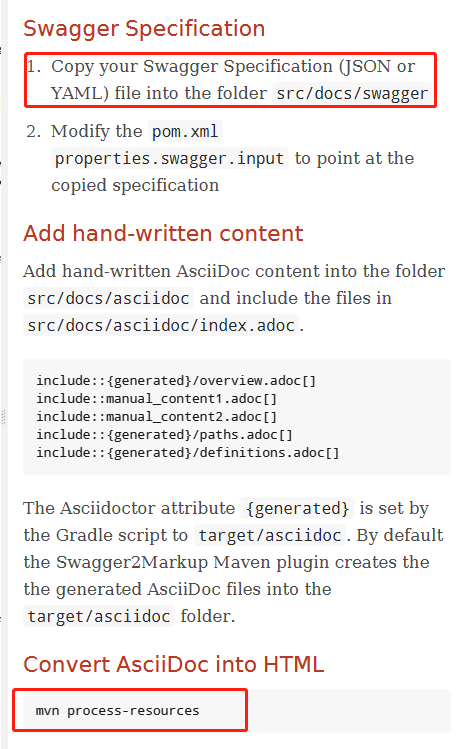 Swagger Specification
1. Copy your Swagger Specification (JSON or
YAML) file into the folder src/docs/swagger
2. Modify the pom.xml
properties.swagger.input to point at the
copied specification
Add hand-written content
Add hand-written AsciiDoc content into the folder
src/docs/asciidoc and include the files in
src/docs/asciidoc/index.adoc.
include::{generated}/overview.adoc[]
include::manual_content1.adoc[]
include::manual_content2.adoc[]
include::{generated}/paths.adoc[]
include::{generated}/definitions.adoc[]
The Asciidoctor attribute {generated} is set by
the Gradle script to target/asciidoc. By default
the Swagger2Markup Maven plugin creates the
the generated AsciiDoc files into the
target/asciidoc folder.
Convert AsciiDoc into HTML
mvn process-resources